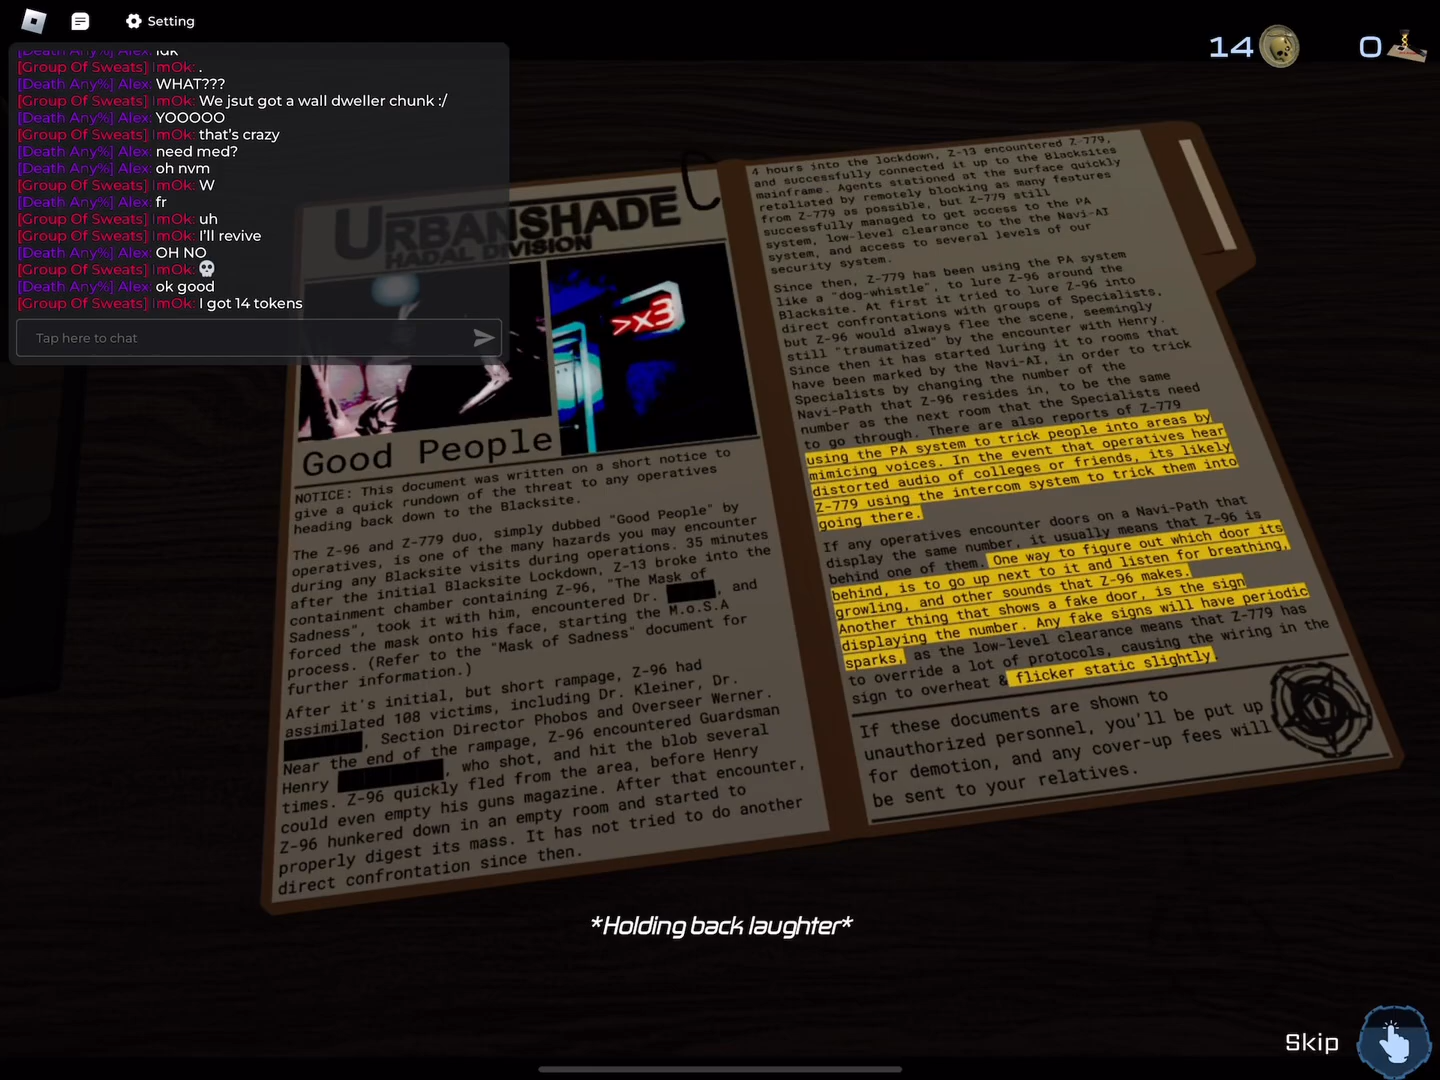 Setting
14
0
[Death Any%] Alex: idk
[Group Of Sweats] ImOk: .
[Death Any%] Alex: WHAT???
[Group Of Sweats] ImOk: We jsut got a wall dweller chunk :/
[Death Any%] Alex: YOOOOO
[Group Of Sweats] ImOk: that's crazy
[Death Any%] Alex: need med?
[Death Any%] Alex: oh nvm
[Group Of Sweats] ImOk: W
[Death Any%] Alex: fr
[Group Of Sweats] ImOk: uh
[Group Of Sweats] ImOk: I'll revive
[Death Any%] Alex: OH NO
[Group Of Sweats] ImOk: 💀
[Death Any%] Alex: ok good
[Group Of Sweats] ImOk: I got 14 tokens
Tap here to chat
URBANSHADE
HADAL DIVISION
>x3
Good People
NOTICE: This document was written on a short notice to
give a quick rundown of the threat to any operatives
heading back down to the Blacksite.
The Z-96 and Z-779 duo, simply dubbed "Good People" by
operatives, is one of the many hazards you may encounter
during any Blacksite visits during operations. 35 minutes
after the initial Blacksite Lockdown, Z-13 broke into the
containment chamber containing Z-96, "The Mask of
Sadness", took it with him, encountered Dr. , and
forced the mask onto his face, starting the M.o.S.A
process. (Refer to the "Mask of Sadness" document for
further information.)
After it's initial, but short rampage, Z-96 had
assimilated 108 victims, including Dr. Kleiner, Dr.
, Section Director Phobos and Overseer Werner.
Near the end of the rampage, Z-96 encountered Guardsman
Henry , who shot, and hit the blob several
times. Z-96 quickly fled from the area, before Henry
could even empty his guns magazine. After that encounter,
Z-96 hunkered down in an empty room and started to
properly digest its mass. It has not tried to do another
direct confrontation since then.
4 hours into the lockdown, Z-13 encountered Z-779,
and successfully connected it up to the Blacksites
mainframe. Agents stationed at the surface quickly
retaliated by remotely blocking as many features
from Z-779 as possible, but Z-779 still
successfully managed to get access to the PA
system, low-level clearance to the the Navi-AI
system, and access to several levels of our
security system.
Since then, Z-779 has been using the PA system
like a "dog-whistle", to lure Z-96 around the
Blacksite. At first it tried to lure Z-96 into
direct confrontations with groups of Specialists,
but Z-96 would always flee the scene, seemingly
still "traumatized" by the encounter with Henry.
Since then it has started luring it to rooms that
have been marked by the Navi-AI, in order to trick
Specialists by changing the number of the
Navi-Path that Z-96 resides in, to be the same
number as the next room that the Specialists need
to go through. There are also reports of Z-779
using the PA system to trick people into areas by
mimicing voices. In the event that operatives hear
distorted audio of colleges or friends, its likely
Z-779 using the intercom system to trick them into
going there.
If any operatives encounter doors on a Navi-Path that
display the same number, it usually means that Z-96 is
behind one of them. One way to figure out which door its
behind, is to go up next to it and listen for breathing,
growling, and other sounds that Z-96 makes.
Another thing that shows a fake door, is the sign
displaying the number. Any fake signs will have periodic
sparks, as the low-level clearance means that Z-779 has
to override a lot of protocols, causing the wiring in the
sign to overheat & flicker static slightly.
If these documents are shown to
unauthorized personnel, you'll be put up
for demotion, and any cover-up fees will
be sent to your relatives.
*Holding back laughter*
Skip